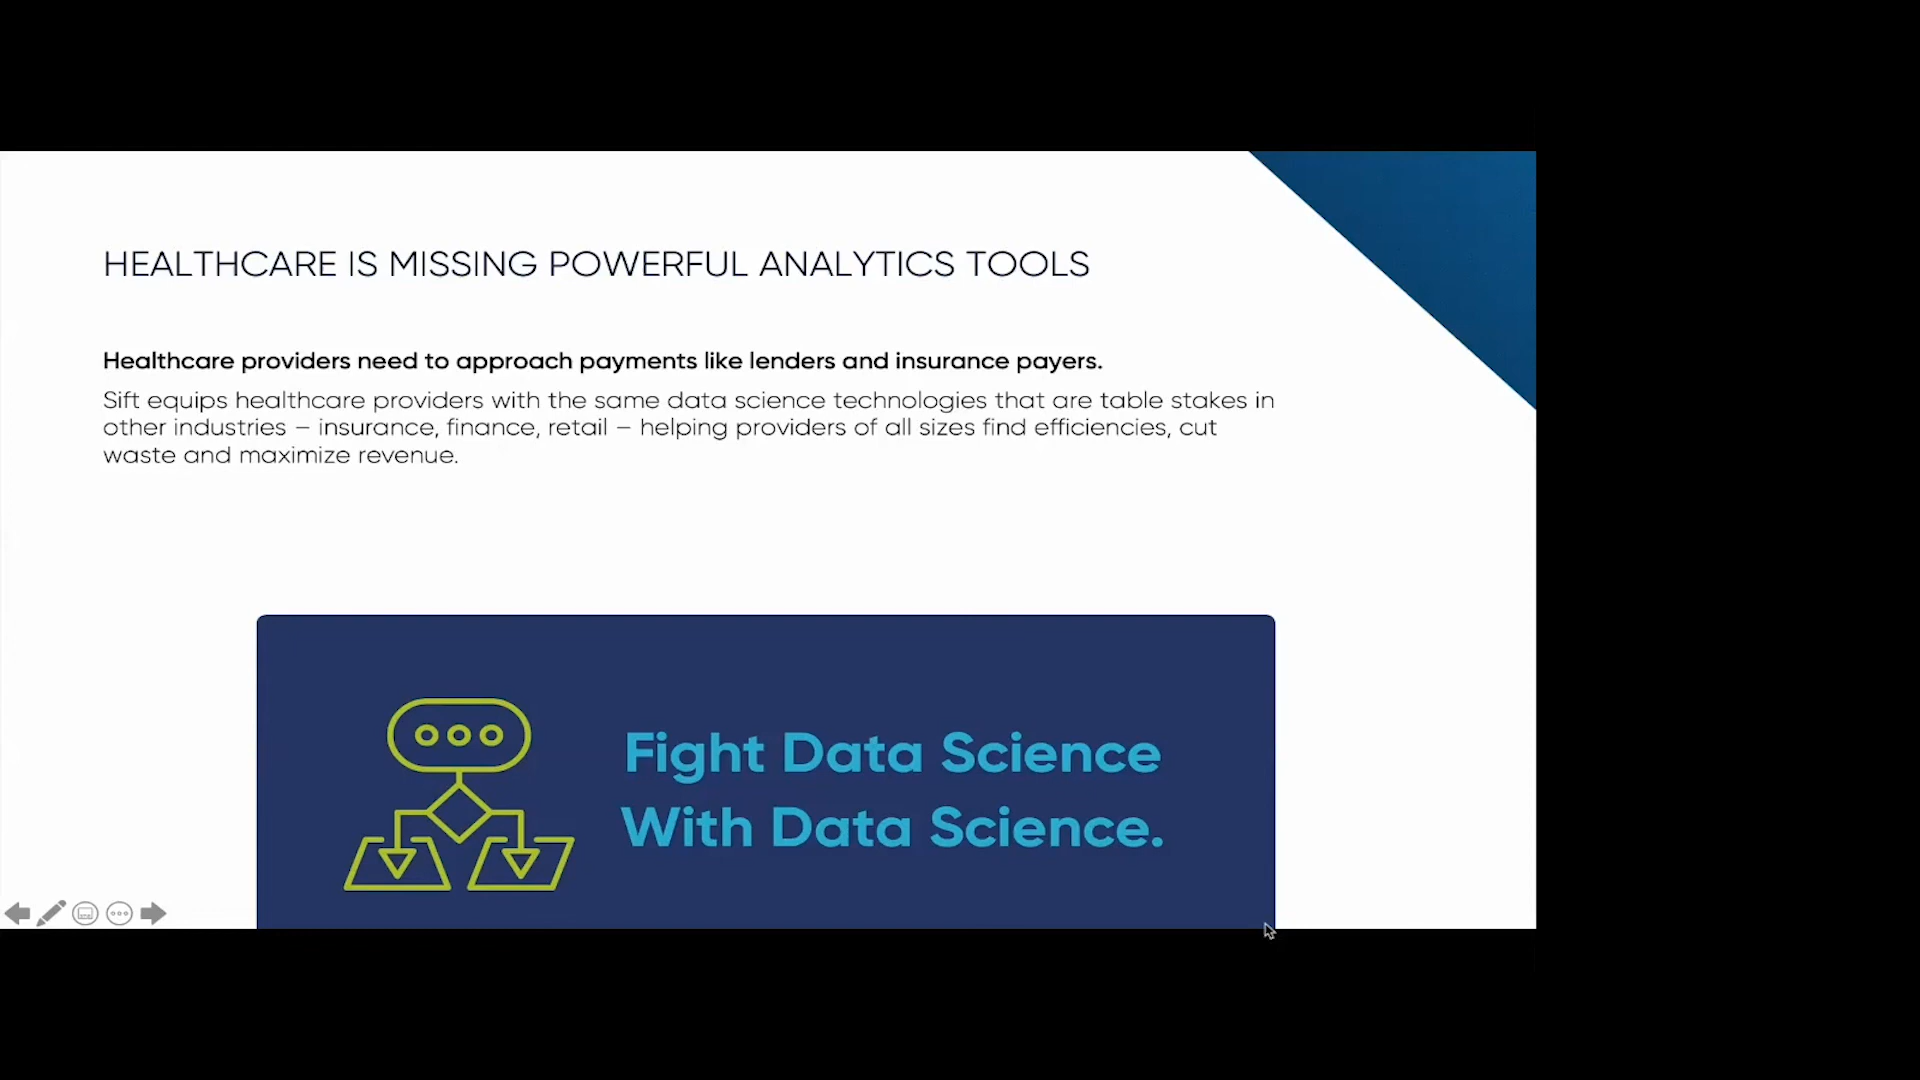 HEALTHCARE IS MISSING POWERFUL ANALYTICS TOOLS
Healthcare providers need to approach payments like lenders and insurance payers.
Sift equips healthcare providers with the same data science technologies that are table stakes in
other industries – insurance, finance, retail – helping providers of all sizes find efficiencies, cut
waste and maximize revenue.
Fight Data Science
With Data Science.